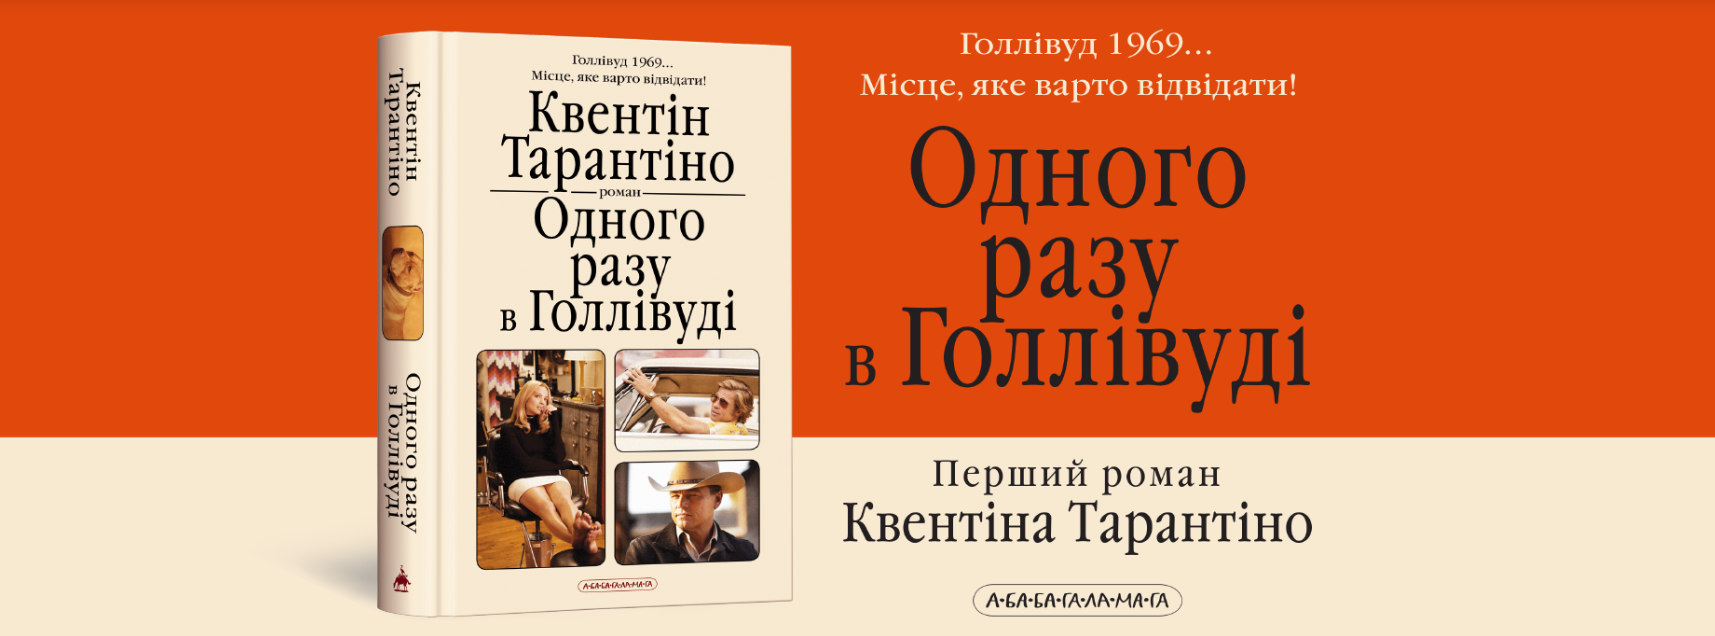 Квентін
Тарантіно
Одного разу
в Голлівуді
Голлівуд 1969...
Місце, яке варто відвідати!
Квентін
Тарантіно
роман
Одного
разу
в Голлівуді
А·БА·БА·ГА·ЛА·МА·ГА
Голлівуд 1969...
Місце, яке варто відвідати!
Одного
разу
в Голлівуді
Перший роман
Квентіна Тарантіно
А·БА·БА·ГА·ЛА·МА·ГА